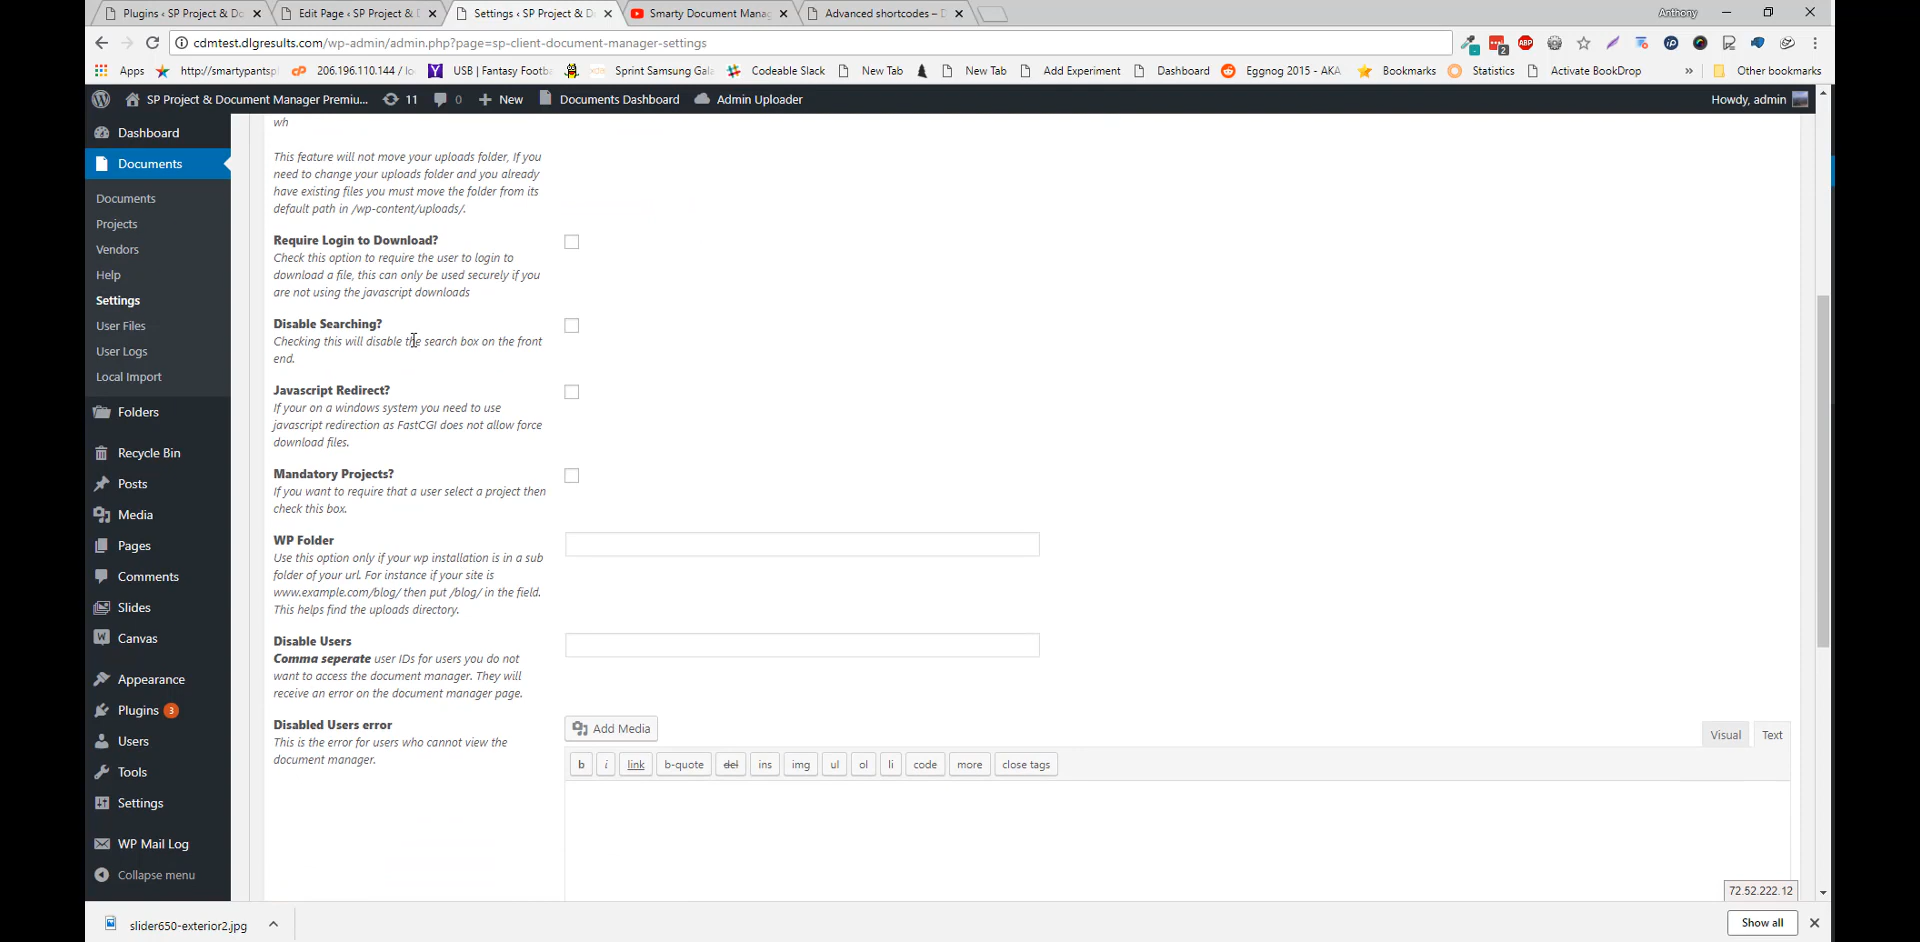 Plugins ‹ SP Project & Do
Edit Page ‹ SP Project & D
Settings ‹ SP Project & Do
Smarty Document Mana
Advanced shortcodes – D
Anthony
cdmtest.dlgresults.com/wp-admin/admin.php?page=sp-client-document-manager-settings
Apps
http://smartypantspl
206.196.110.144 / lo
USB | Fantasy Footba
Sprint Samsung Gala
Codeable Slack
New Tab
New Tab
Add Experiment
Dashboard
Eggnog 2015 - AKA
Bookmarks
Statistics
Activate BookDrop
»
Other bookmarks
SP Project & Document Manager Premiu...
11
0
New
Documents Dashboard
Admin Uploader
Howdy, admin
Dashboard
Documents
Documents
Projects
Vendors
Help
Settings
User Files
User Logs
Local Import
Folders
Recycle Bin
Posts
Media
Pages
Comments
Slides
Canvas
Appearance
Plugins 3
Users
Tools
Settings
WP Mail Log
Collapse menu
wh
This feature will not move your uploads folder, If you
need to change your uploads folder and you already
have existing files you must move the folder from its
default path in /wp-content/uploads/.
Require Login to Download?
Check this option to require the user to login to
download a file, this can only be used securely if you
are not using the javascript downloads
Disable Searching?
Checking this will disable the search box on the front
end.
Javascript Redirect?
If your on a windows system you need to use
javascript redirection as FastCGI does not allow force
download files.
Mandatory Projects?
If you want to require that a user select a project then
check this box.
WP Folder
Use this option only if your wp installation is in a sub
folder of your url. For instance if your site is
www.example.com/blog/ then put /blog/ in the field.
This helps find the uploads directory.
Disable Users
Comma seperate user IDs for users you do not
want to access the document manager. They will
receive an error on the document manager page.
Disabled Users error
This is the error for users who cannot view the
document manager.
Add Media
Visual
Text
b
i
link
b-quote
del
ins
img
ul
ol
li
code
more
close tags
72.52.222.12
slider650-exterior2.jpg
Show all